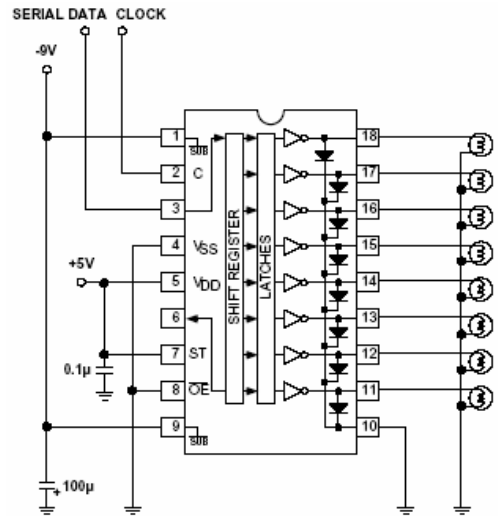 SERIAL DATA CLOCK
-9V
1
SUB
18
2
C
17
3
16
4
VSS
15
+5V
5
VDD
14
6
13
7
ST
12
0.1µ
8
OE
11
9
SUB
10
SHIFT REGISTER
LATCHES
+
100µ